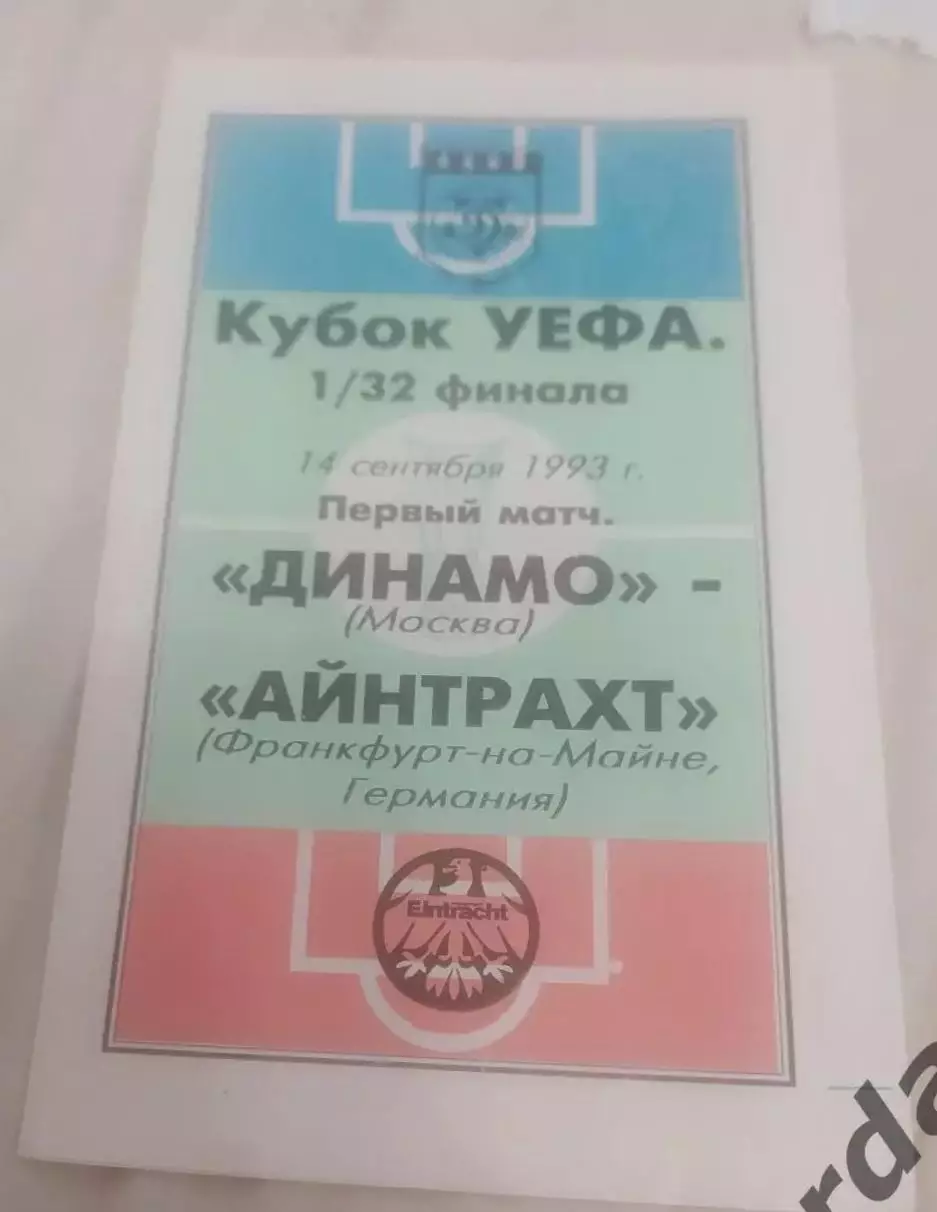 Кубок УЕФА.
1/32 финала
14 сентября 1993 г.
Первый матч.
«ДИНАМО» -
(Москва)
«АЙНТРАХТ»
(Франкфурт-на-Майне,
Германия)
Eintracht